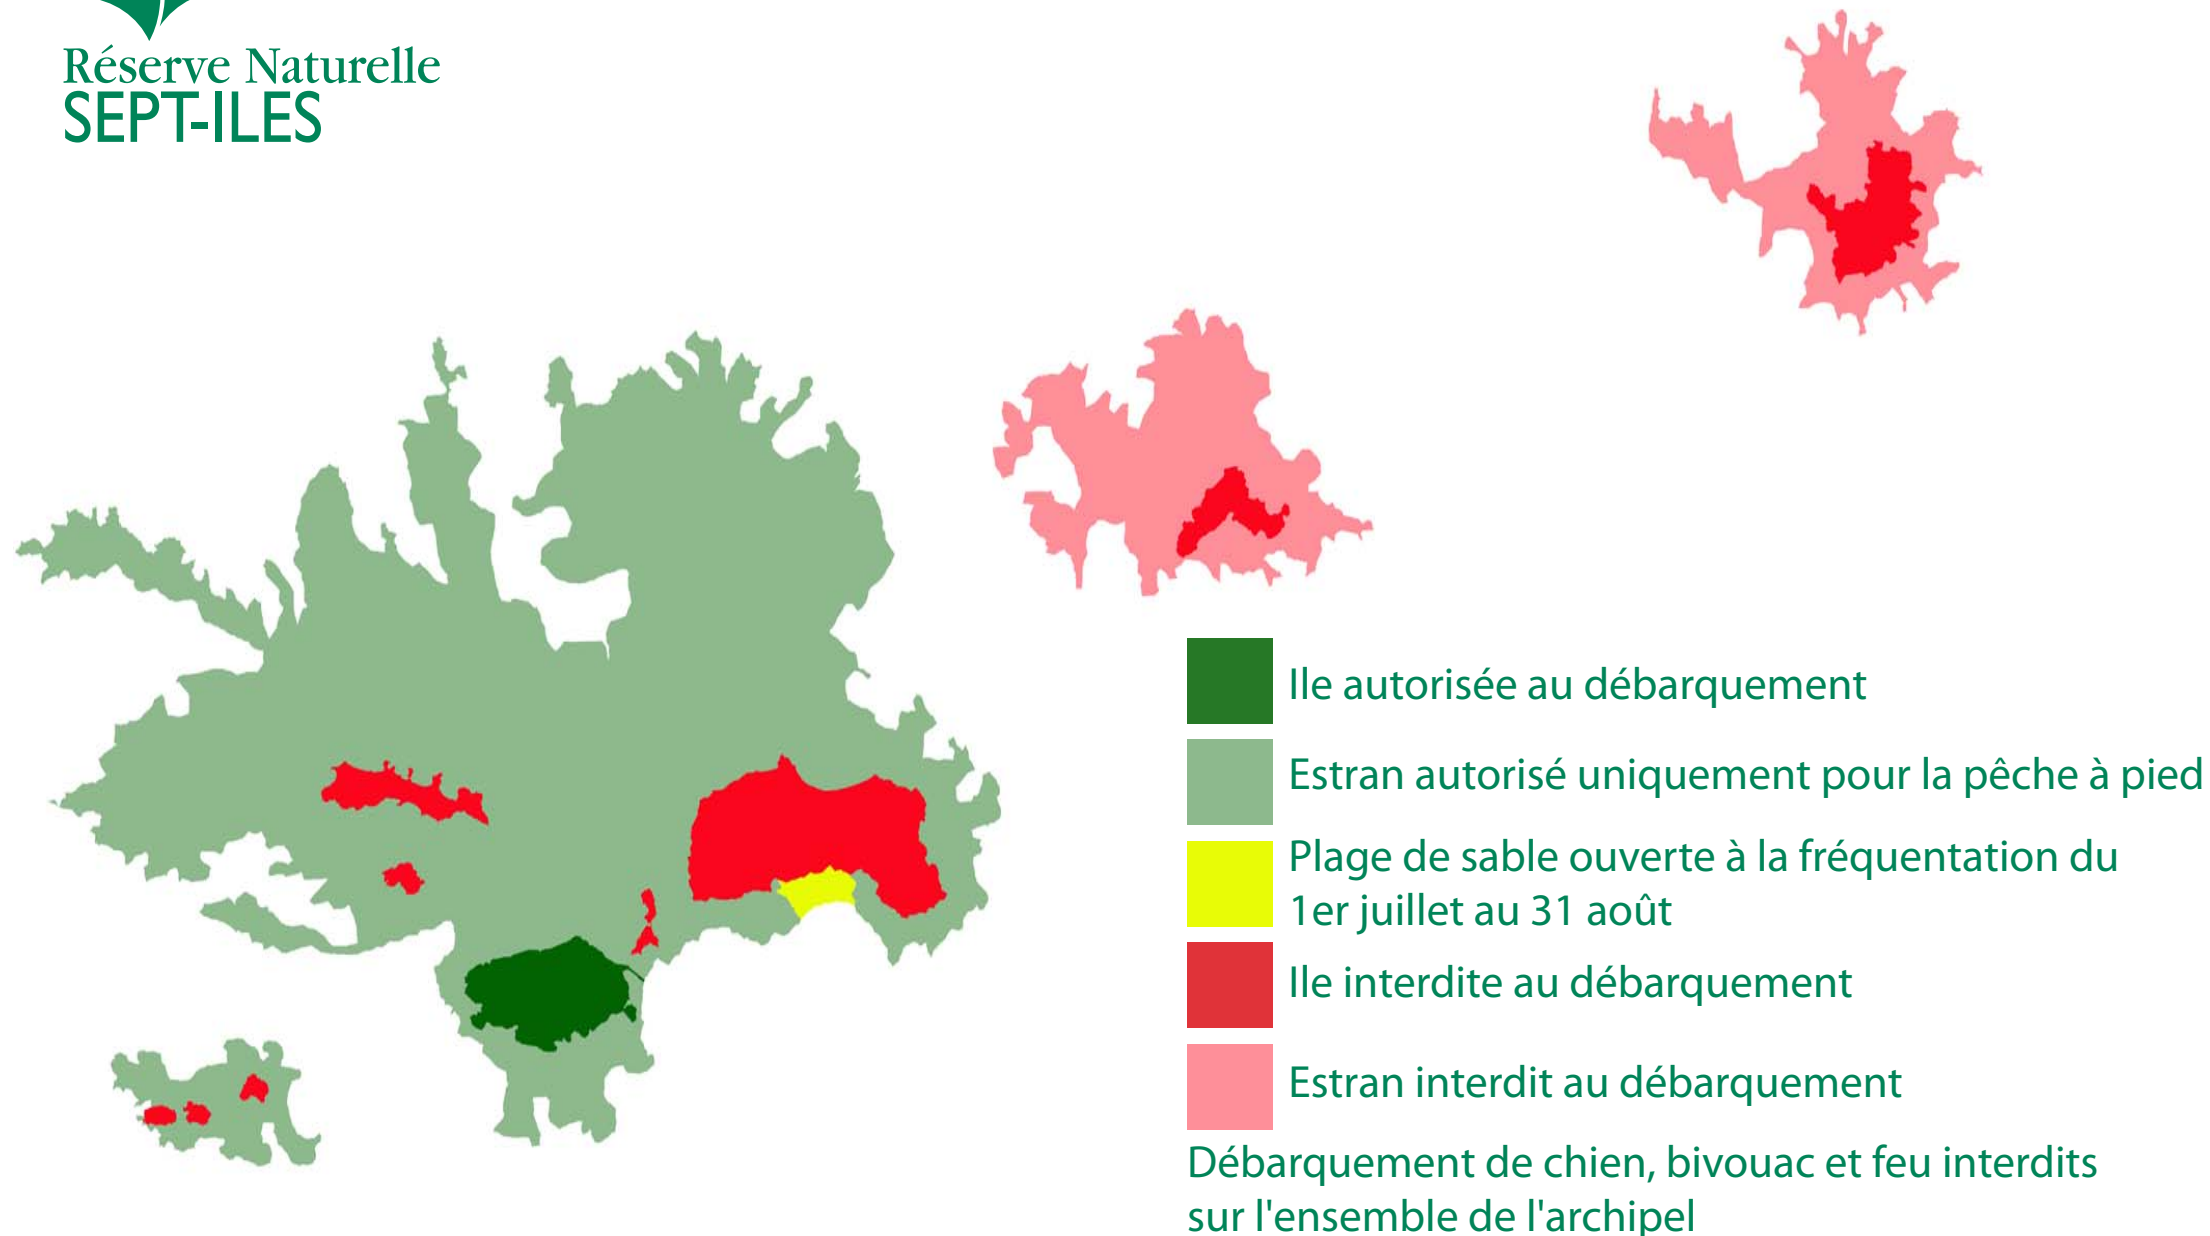 Réserve Naturelle
SEPT-ILES
Ile autorisée au débarquement
Estran autorisé uniquement pour la pêche à pied
Plage de sable ouverte à la fréquentation du
1er juillet au 31 août
Ile interdite au débarquement
Estran interdit au débarquement
Débarquement de chien, bivouac et feu interdits
sur l'ensemble de l'archipel